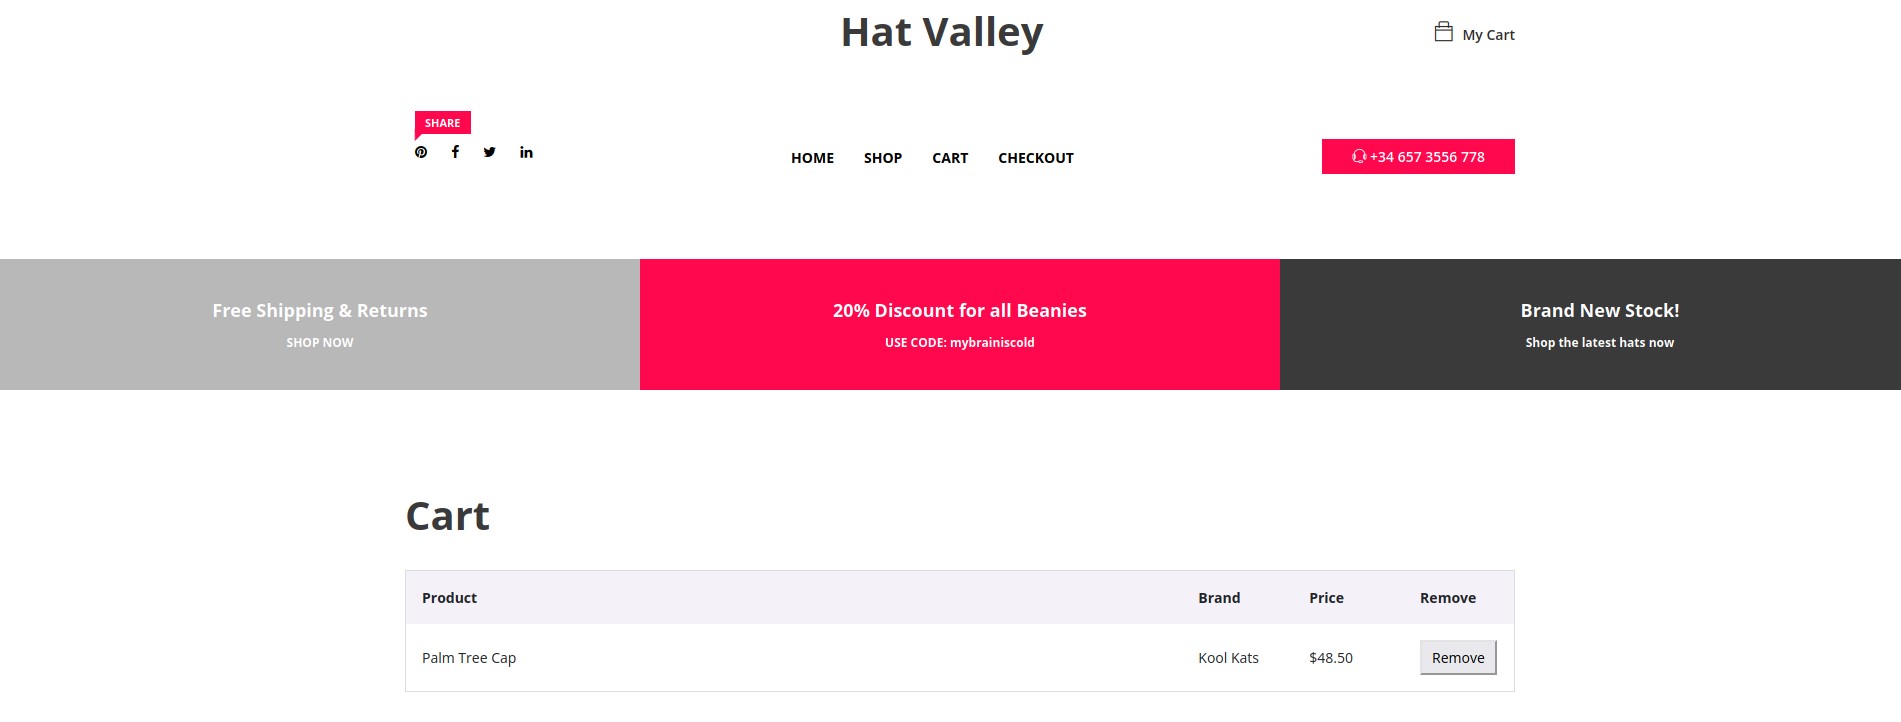 Hat Valley
My Cart
SHARE
HOME SHOP CART CHECKOUT
+34 657 3556 778
Free Shipping & Returns
SHOP NOW
20% Discount for all Beanies
USE CODE: mybrainiscold
Brand New Stock!
Shop the latest hats now
Cart
Product Brand Price Remove
Palm Tree Cap Kool Kats $48.50 Remove